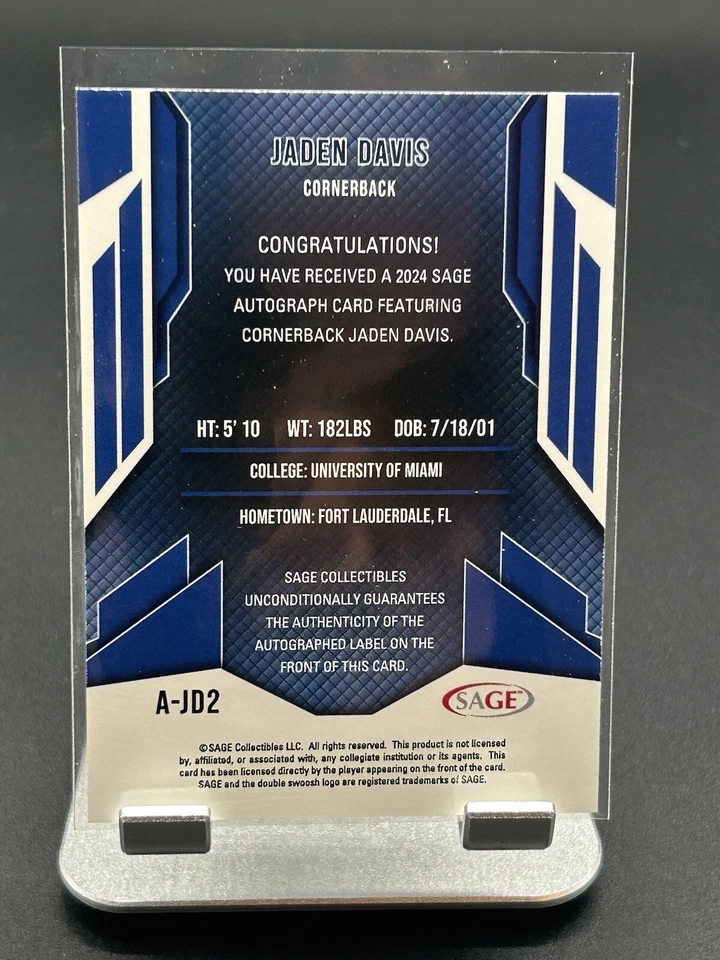 JADEN DAVIS
CORNERBACK
CONGRATULATIONS!
YOU HAVE RECEIVED A 2024 SAGE
AUTOGRAPH CARD FEATURING
CORNERBACK JADEN DAVIS.
HT: 5' 10 WT: 182LBS DOB: 7/18/01
COLLEGE: UNIVERSITY OF MIAMI
HOMETOWN: FORT LAUDERDALE, FL
SAGE COLLECTIBLES
UNCONDITIONALLY GUARANTEES
THE AUTHENTICITY OF THE
AUTOGRAPHED LABEL ON THE
FRONT OF THIS CARD.
A-JD2
SAGE™
©SAGE Collectibles LLC. All rights reserved. This product is not licensed
by, affiliated, or associated with, any collegiate institution or its agents. This
card has been licensed directly by the player appearing on the front of the card.
SAGE and the double swoosh logo are registered trademarks of SAGE.